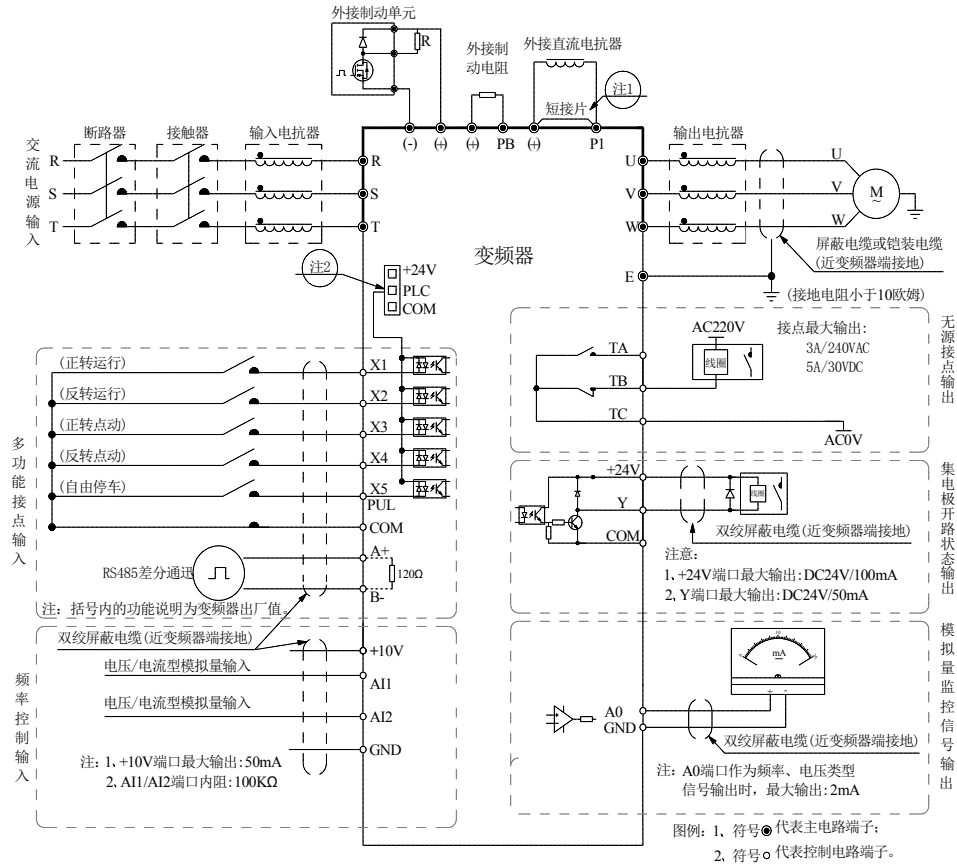 外接制动单元
R
外接制
动电阻
外接直流电抗器
注1
短接片
(-)
(+)
(+)
PB
(+)
P1
交流电源输入
断路器
接触器
输入电抗器
R
S
T
R
S
T
变频器
U
V
W
E
输出电抗器
U
V
W
M
~
屏蔽电缆或铠装电缆
(近变频器端接地)
(接地电阻小于10欧姆)
注2
+24V
PLC
COM
多功能接点输入
(正转运行)
X1
(反转运行)
X2
(正转点动)
X3
(反转点动)
X4
(自由停车)
X5
PUL
COM
RS485差分通迅
A+
120Ω
B-
注：括号内的功能说明为变频器出厂值。
双绞屏蔽电缆(近变频器端接地)
频率控制输入
+10V
电压/电流型模拟量输入
AI1
电压/电流型模拟量输入
AI2
GND
注：1、+10V端口最大输出:50mA
2、AI1/AI2端口内阻:100KΩ
无源接点输出
TA
TB
TC
AC220V
线圈
接点最大输出:
3A/240VAC
5A/30VDC
AC0V
集电极开路状态输出
+24V
Y
COM
线圈
双绞屏蔽电缆(近变频器端接地)
注意：
1、+24V端口最大输出:DC24V/100mA
2、Y端口最大输出:DC24V/50mA
模拟量监控信号输出
10
mA
+ -
A0
GND
双绞屏蔽电缆(近变频器端接地)
注：A0端口作为频率、电压类型
信号输出时，最大输出:2mA
图例：1、符号代表主电路端子；
2、符号代表控制电路端子。